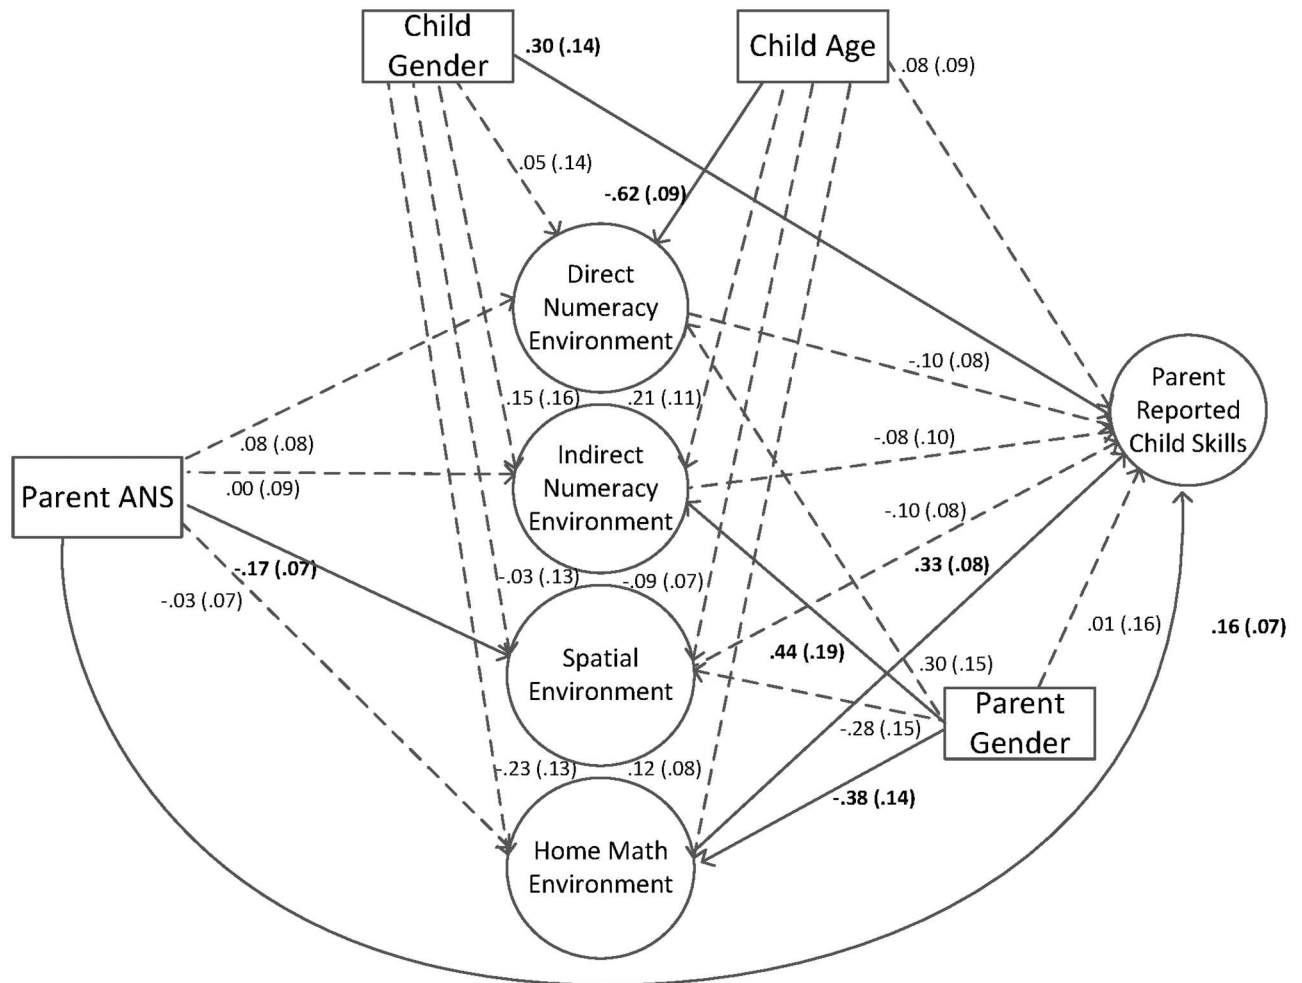 Child
Gender
.30 (.14)
Child Age
.08 (.09)
.05 (.14)
-.62 (.09)
Direct
Numeracy
Environment
-.10 (.08)
Parent
Reported
Child Skills
.15 (.16)
.21 (.11)
.08 (.08)
-.08 (.10)
Indirect
Numeracy
Environment
Parent ANS
.00 (.09)
-.10 (.08)
.33 (.08)
-.17 (.07)
-.03 (.13)
-.09 (.07)
-.03 (.07)
.01 (.16)
.16 (.07)
.44 (.19)
.30 (.15)
Spatial
Environment
Parent
Gender
-.28 (.15)
-.23 (.13)
.12 (.08)
-.38 (.14)
Home Math
Environment